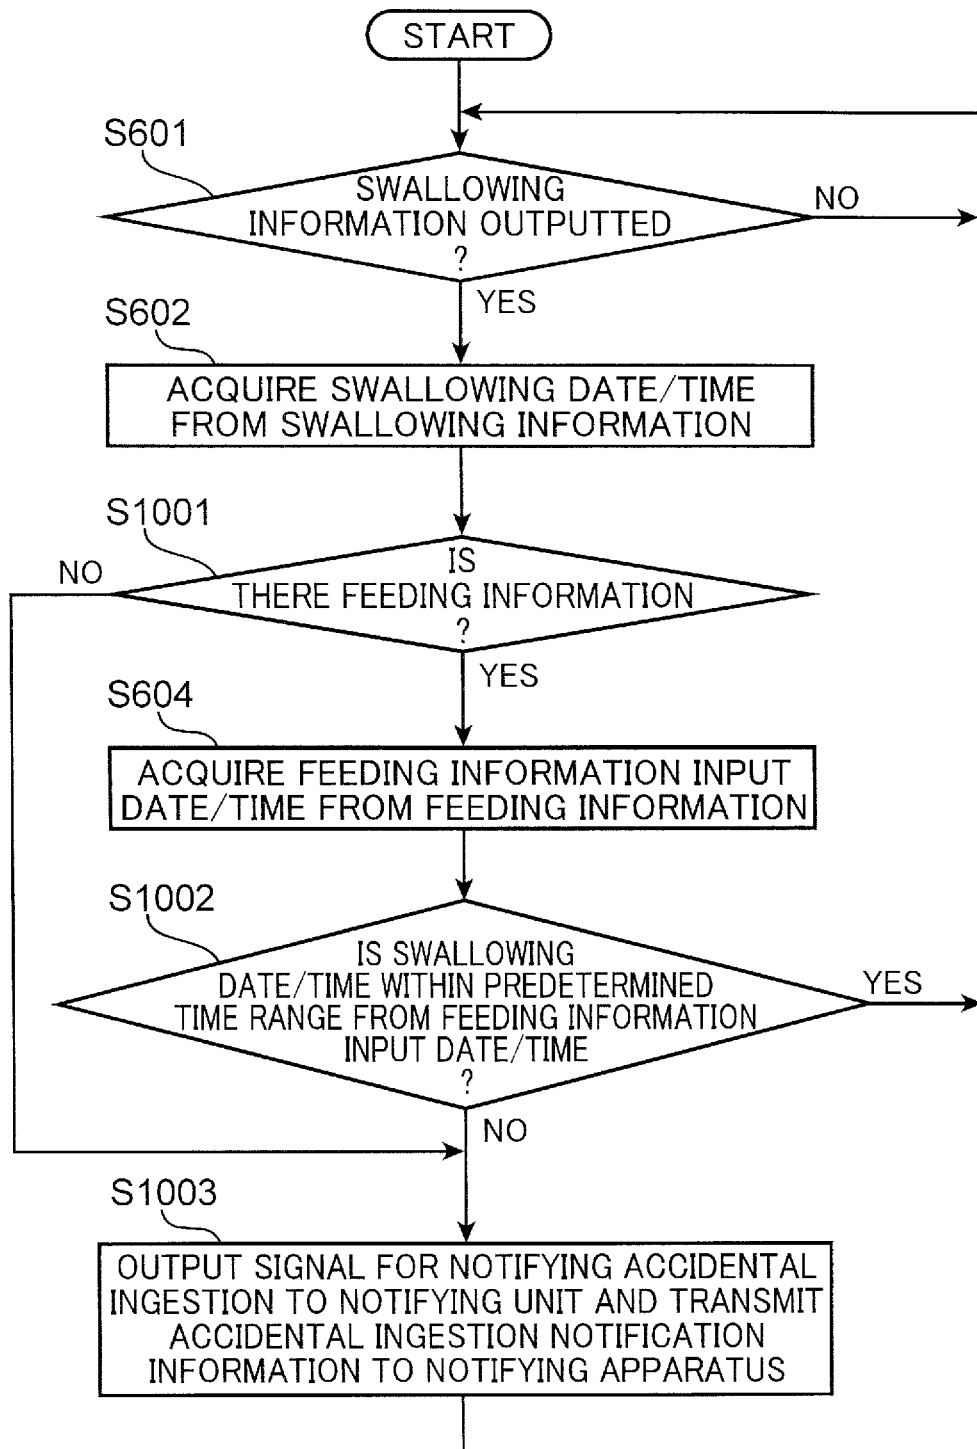 START
S601
SWALLOWING
INFORMATION OUTPUTTED
?
NO
YES
S602
ACQUIRE SWALLOWING DATE/TIME
FROM SWALLOWING INFORMATION
S1001
NO
IS
THERE FEEDING INFORMATION
?
YES
S604
ACQUIRE FEEDING INFORMATION INPUT
DATE/TIME FROM FEEDING INFORMATION
S1002
IS SWALLOWING
DATE/TIME WITHIN PREDETERMINED
TIME RANGE FROM FEEDING INFORMATION
INPUT DATE/TIME
?
YES
NO
S1003
OUTPUT SIGNAL FOR NOTIFYING ACCIDENTAL
INGESTION TO NOTIFYING UNIT AND TRANSMIT
ACCIDENTAL INGESTION NOTIFICATION
INFORMATION TO NOTIFYING APPARATUS